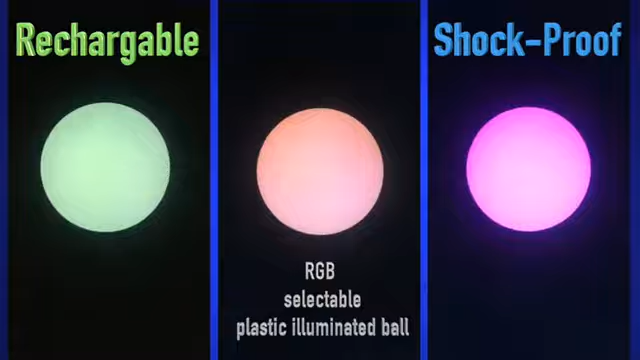 Rechargable
Shock-Proof
RGB
selectable
plastic illuminated ball